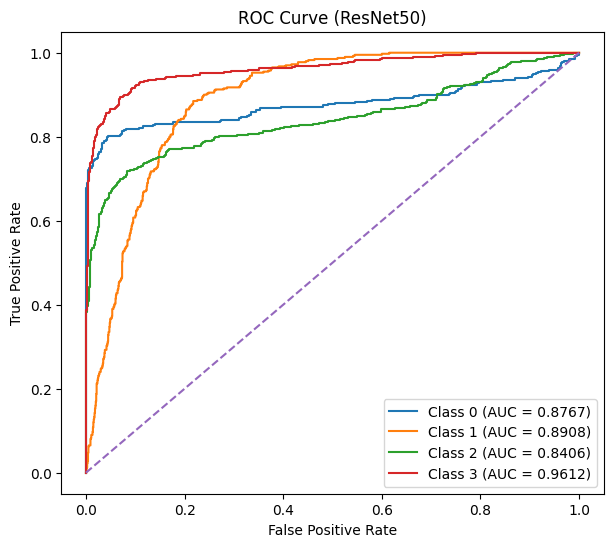 ROC Curve (ResNet50)
True Positive Rate
1.0
0.8
0.6
0.4
0.2
0.0
0.0 0.2 0.4 0.6 0.8 1.0
False Positive Rate
Class 0 (AUC = 0.8767)
Class 1 (AUC = 0.8908)
Class 2 (AUC = 0.8406)
Class 3 (AUC = 0.9612)